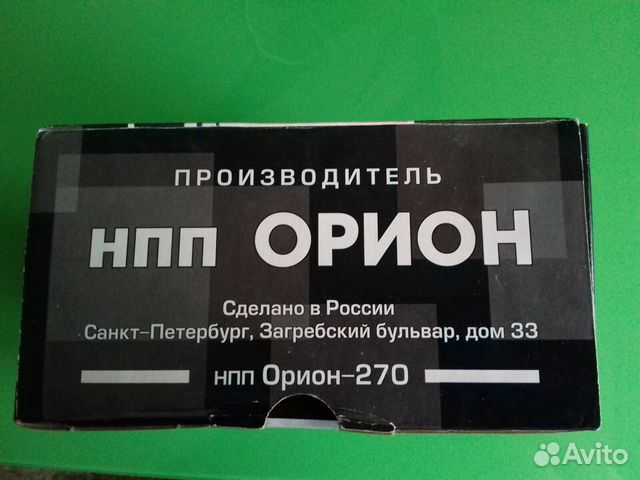 ПРОИЗВОДИТЕЛЬ
НПП ОРИОН
Сделано в России
Санкт-Петербург, Загребский бульвар, дом 33
НПП Орион-270
Avito